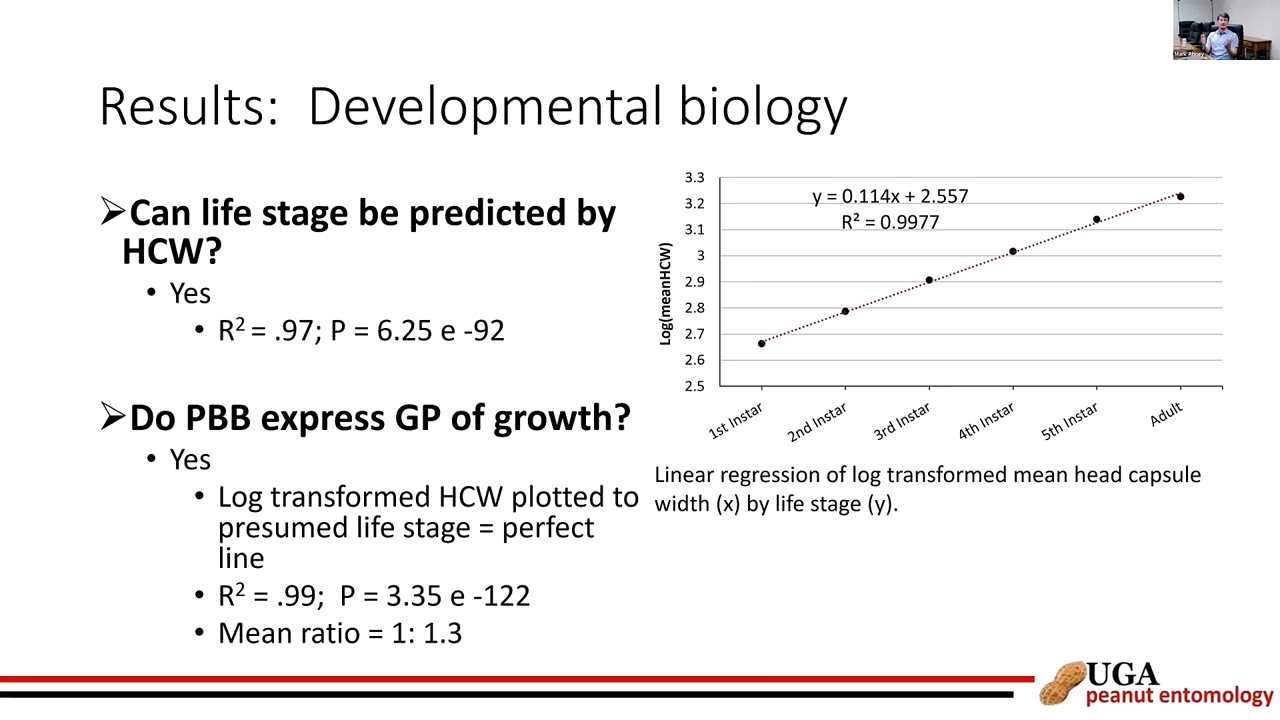 Mark Abney
Results: Developmental biology
➢Can life stage be predicted by
HCW?
• Yes
• R² = .97; P = 6.25 e -92
➢Do PBB express GP of growth?
• Yes
• Log transformed HCW plotted to
presumed life stage = perfect
line
• R² = .99; P = 3.35 e -122
• Mean ratio = 1: 1.3
y = 0.114x + 2.557
R² = 0.9977
Log(meanHCW)
3.3
3.2
3.1
3
2.9
2.8
2.7
2.6
2.5
1st Instar
2nd Instar
3rd Instar
4th Instar
5th Instar
Adult
Linear regression of log transformed mean head capsule
width (x) by life stage (y).
UGA
peanut entomology